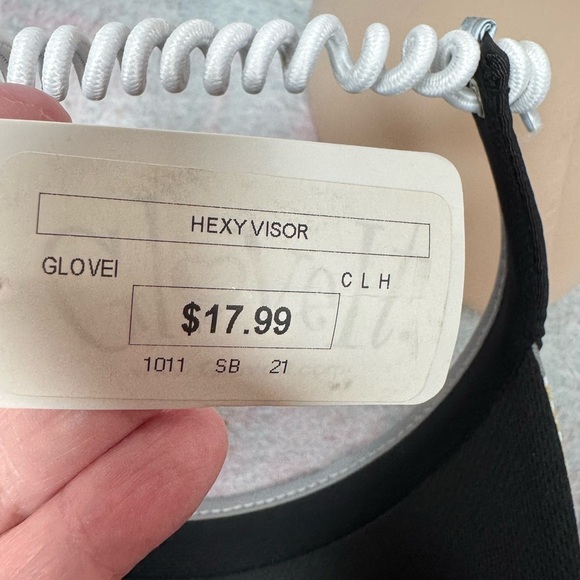 HEXY VISOR
GLOVEI
C L H
$17.99
1011 SB 21